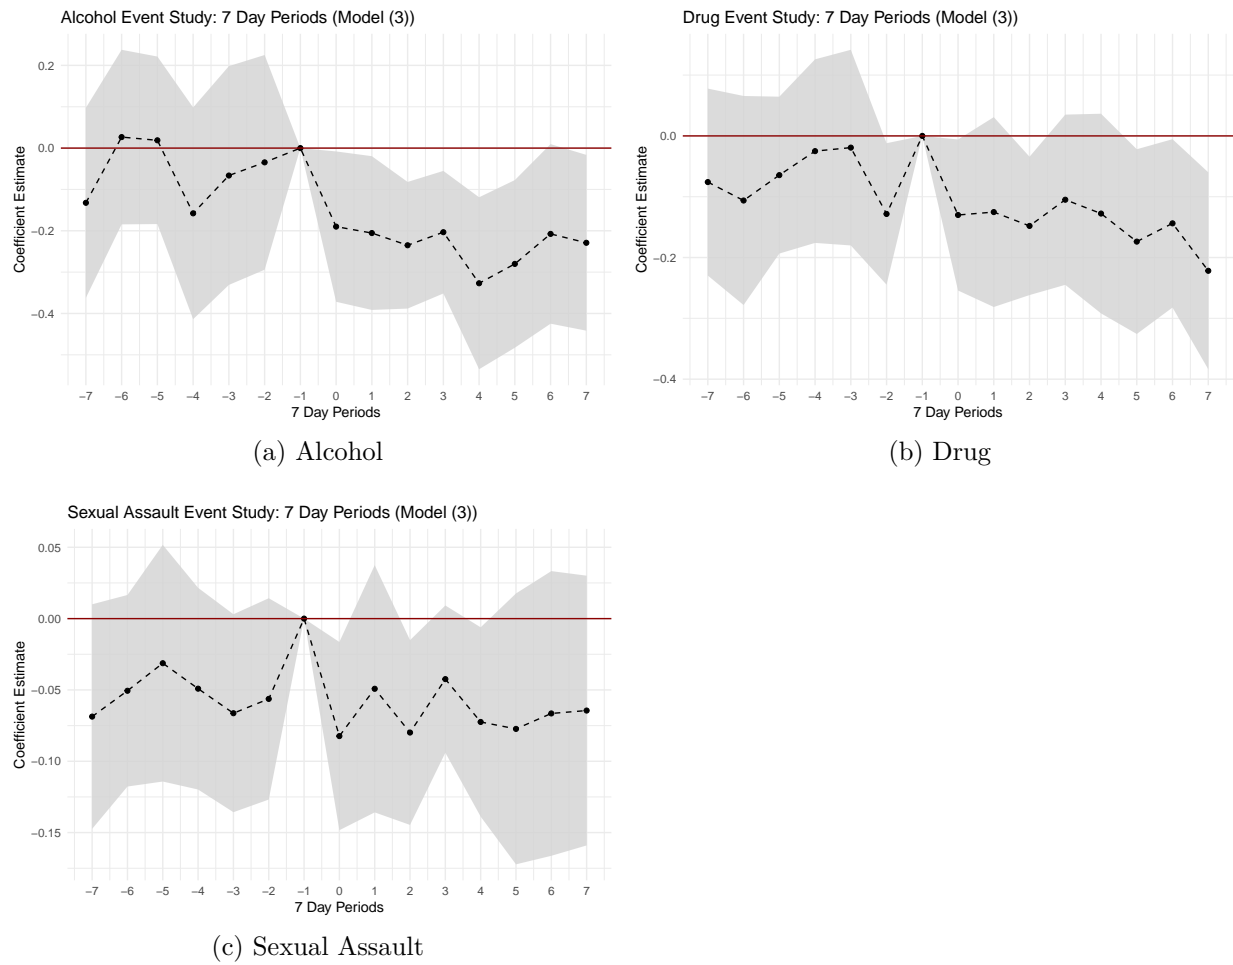 Alcohol Event Study: 7 Day Periods (Model (3))
Coefficient Estimate
0.2
0.0
−0.2
−0.4
−7 −6 −5 −4 −3 −2 −1 0 1 2 3 4 5 6 7
7 Day Periods
(a) Alcohol
Drug Event Study: 7 Day Periods (Model (3))
Coefficient Estimate
0.0
−0.2
−0.4
−7 −6 −5 −4 −3 −2 −1 0 1 2 3 4 5 6 7
7 Day Periods
(b) Drug
Sexual Assault Event Study: 7 Day Periods (Model (3))
Coefficient Estimate
0.05
0.00
−0.05
−0.10
−0.15
−7 −6 −5 −4 −3 −2 −1 0 1 2 3 4 5 6 7
7 Day Periods
(c) Sexual Assault